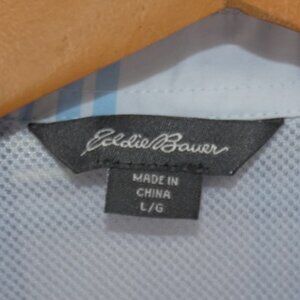 Eddie Bauer
MADE IN
CHINA
L/G